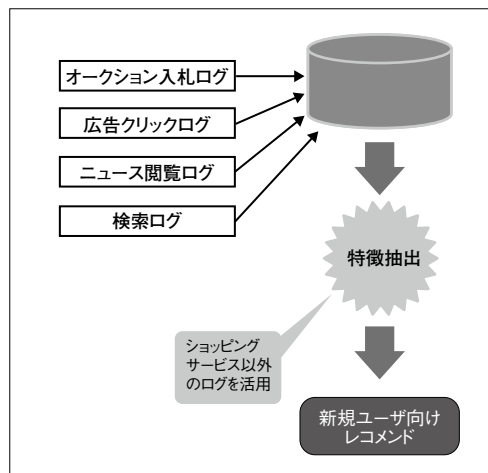 オークション入札ログ
広告クリックログ
ニュース閲覧ログ
検索ログ
特徴抽出
ショッピング
サービス以外
のログを活用
新規ユーザ向け
レコメンド